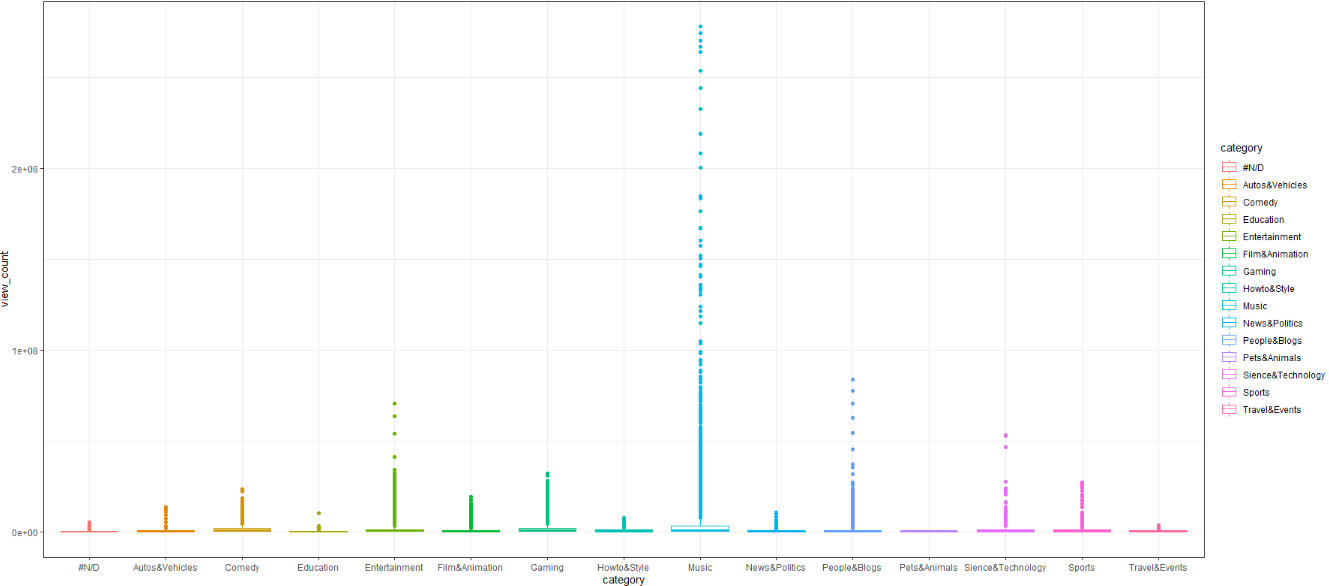 view_count
2e+08
1e+08
0e+00
#N/D Autos&Vehicles Comedy Education Entertainment Film&Animation Gaming Howto&Style Music News&Politics People&Blogs Pets&Animals Sience&Technology Sports Travel&Events
category
category
#N/D
Autos&Vehicles
Comedy
Education
Entertainment
Film&Animation
Gaming
Howto&Style
Music
News&Politics
People&Blogs
Pets&Animals
Sience&Technology
Sports
Travel&Events